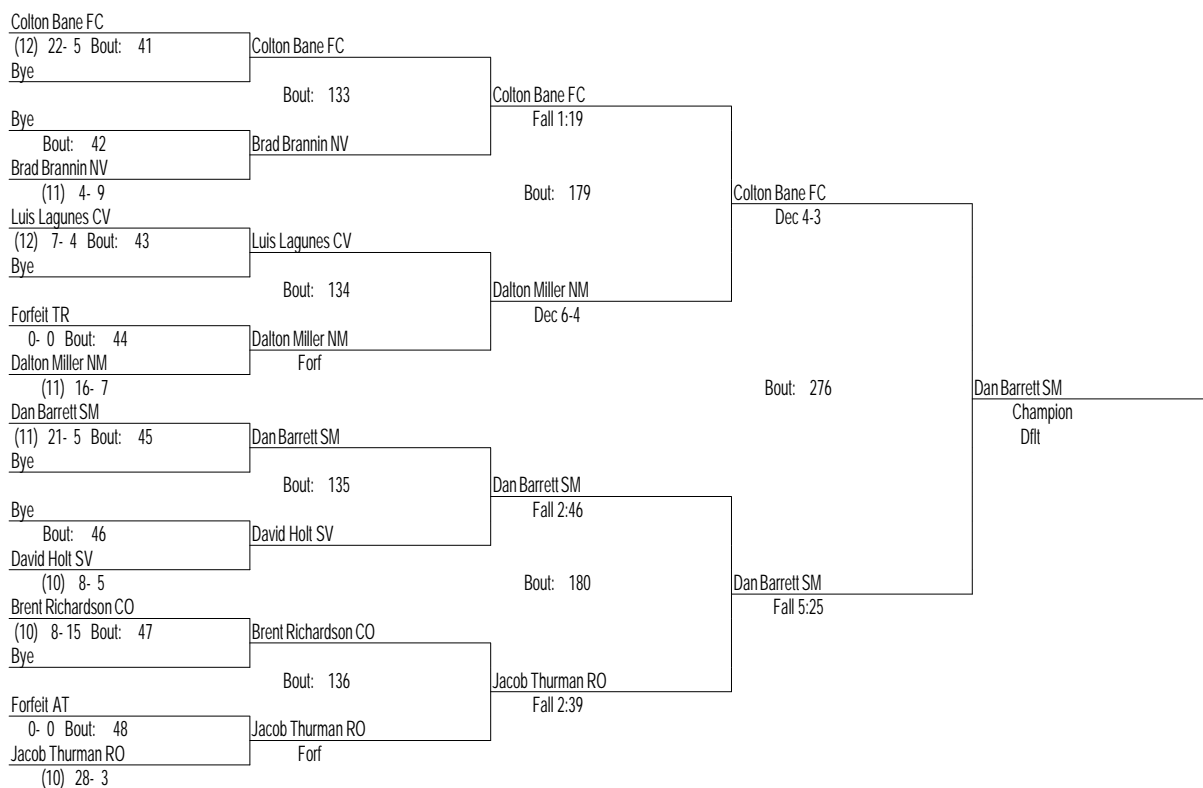 Colton Bane FC
(12) 22- 5 Bout: 41
Bye
Bye
Bout: 42
Brad Brannin NV
(11) 4- 9
Luis Lagunes CV
(12) 7- 4 Bout: 43
Bye
Forfeit TR
0- 0 Bout: 44
Dalton Miller NM
(11) 16- 7
Dan Barrett SM
(11) 21- 5 Bout: 45
Bye
Bye
Bout: 46
David Holt SV
(10) 8- 5
Brent Richardson CO
(10) 8- 15 Bout: 47
Bye
Forfeit AT
0- 0 Bout: 48
Jacob Thurman RO
(10) 28- 3
Colton Bane FC
Bout: 133
Brad Brannin NV
Luis Lagunes CV
Bout: 134
Dalton Miller NM
Forf
Dan Barrett SM
Bout: 135
David Holt SV
Brent Richardson CO
Bout: 136
Jacob Thurman RO
Forf
Colton Bane FC
Fall 1:19
Bout: 179
Dalton Miller NM
Dec 6-4
Dan Barrett SM
Fall 2:46
Bout: 180
Jacob Thurman RO
Fall 2:39
Colton Bane FC
Dec 4-3
Bout: 276
Dan Barrett SM
Fall 5:25
Dan Barrett SM
Champion
Dflt